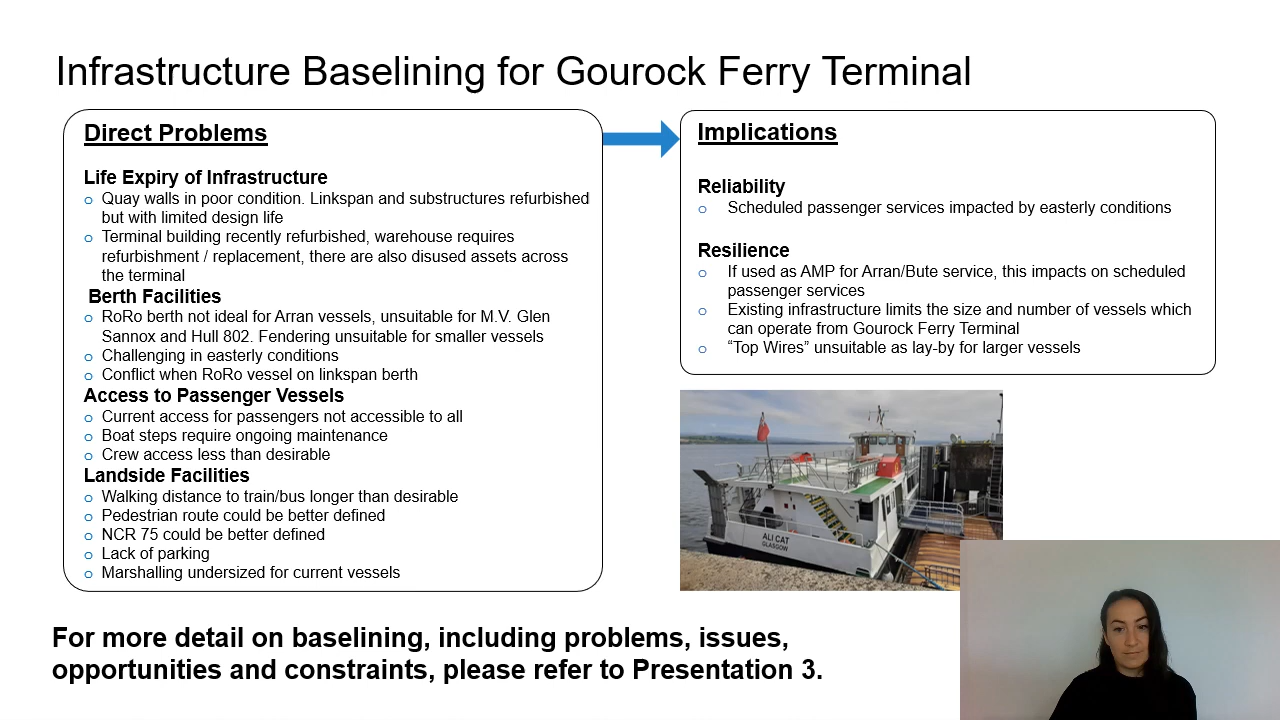 Infrastructure Baselining for Gourock Ferry Terminal
Direct Problems
Life Expiry of Infrastructure
o Quay walls in poor condition. Linkspan and substructures refurbished
but with limited design life
o Terminal building recently refurbished, warehouse requires
refurbishment / replacement, there are also disused assets across
the terminal
Berth Facilities
o RoRo berth not ideal for Arran vessels, unsuitable for M.V. Glen
Sannox and Hull 802. Fendering unsuitable for smaller vessels
o Challenging in easterly conditions
o Conflict when RoRo vessel on linkspan berth
Access to Passenger Vessels
o Current access for passengers not accessible to all
o Boat steps require ongoing maintenance
o Crew access less than desirable
Landside Facilities
o Walking distance to train/bus longer than desirable
o Pedestrian route could be better defined
o NCR 75 could be better defined
o Lack of parking
o Marshalling undersized for current vessels
Implications
Reliability
o Scheduled passenger services impacted by easterly conditions
Resilience
o If used as AMP for Arran/Bute service, this impacts on scheduled
passenger services
o Existing infrastructure limits the size and number of vessels which
can operate from Gourock Ferry Terminal
o “Top Wires” unsuitable as lay-by for larger vessels
ALI CAT
GLASGOW
For more detail on baselining, including problems, issues,
opportunities and constraints, please refer to Presentation 3.